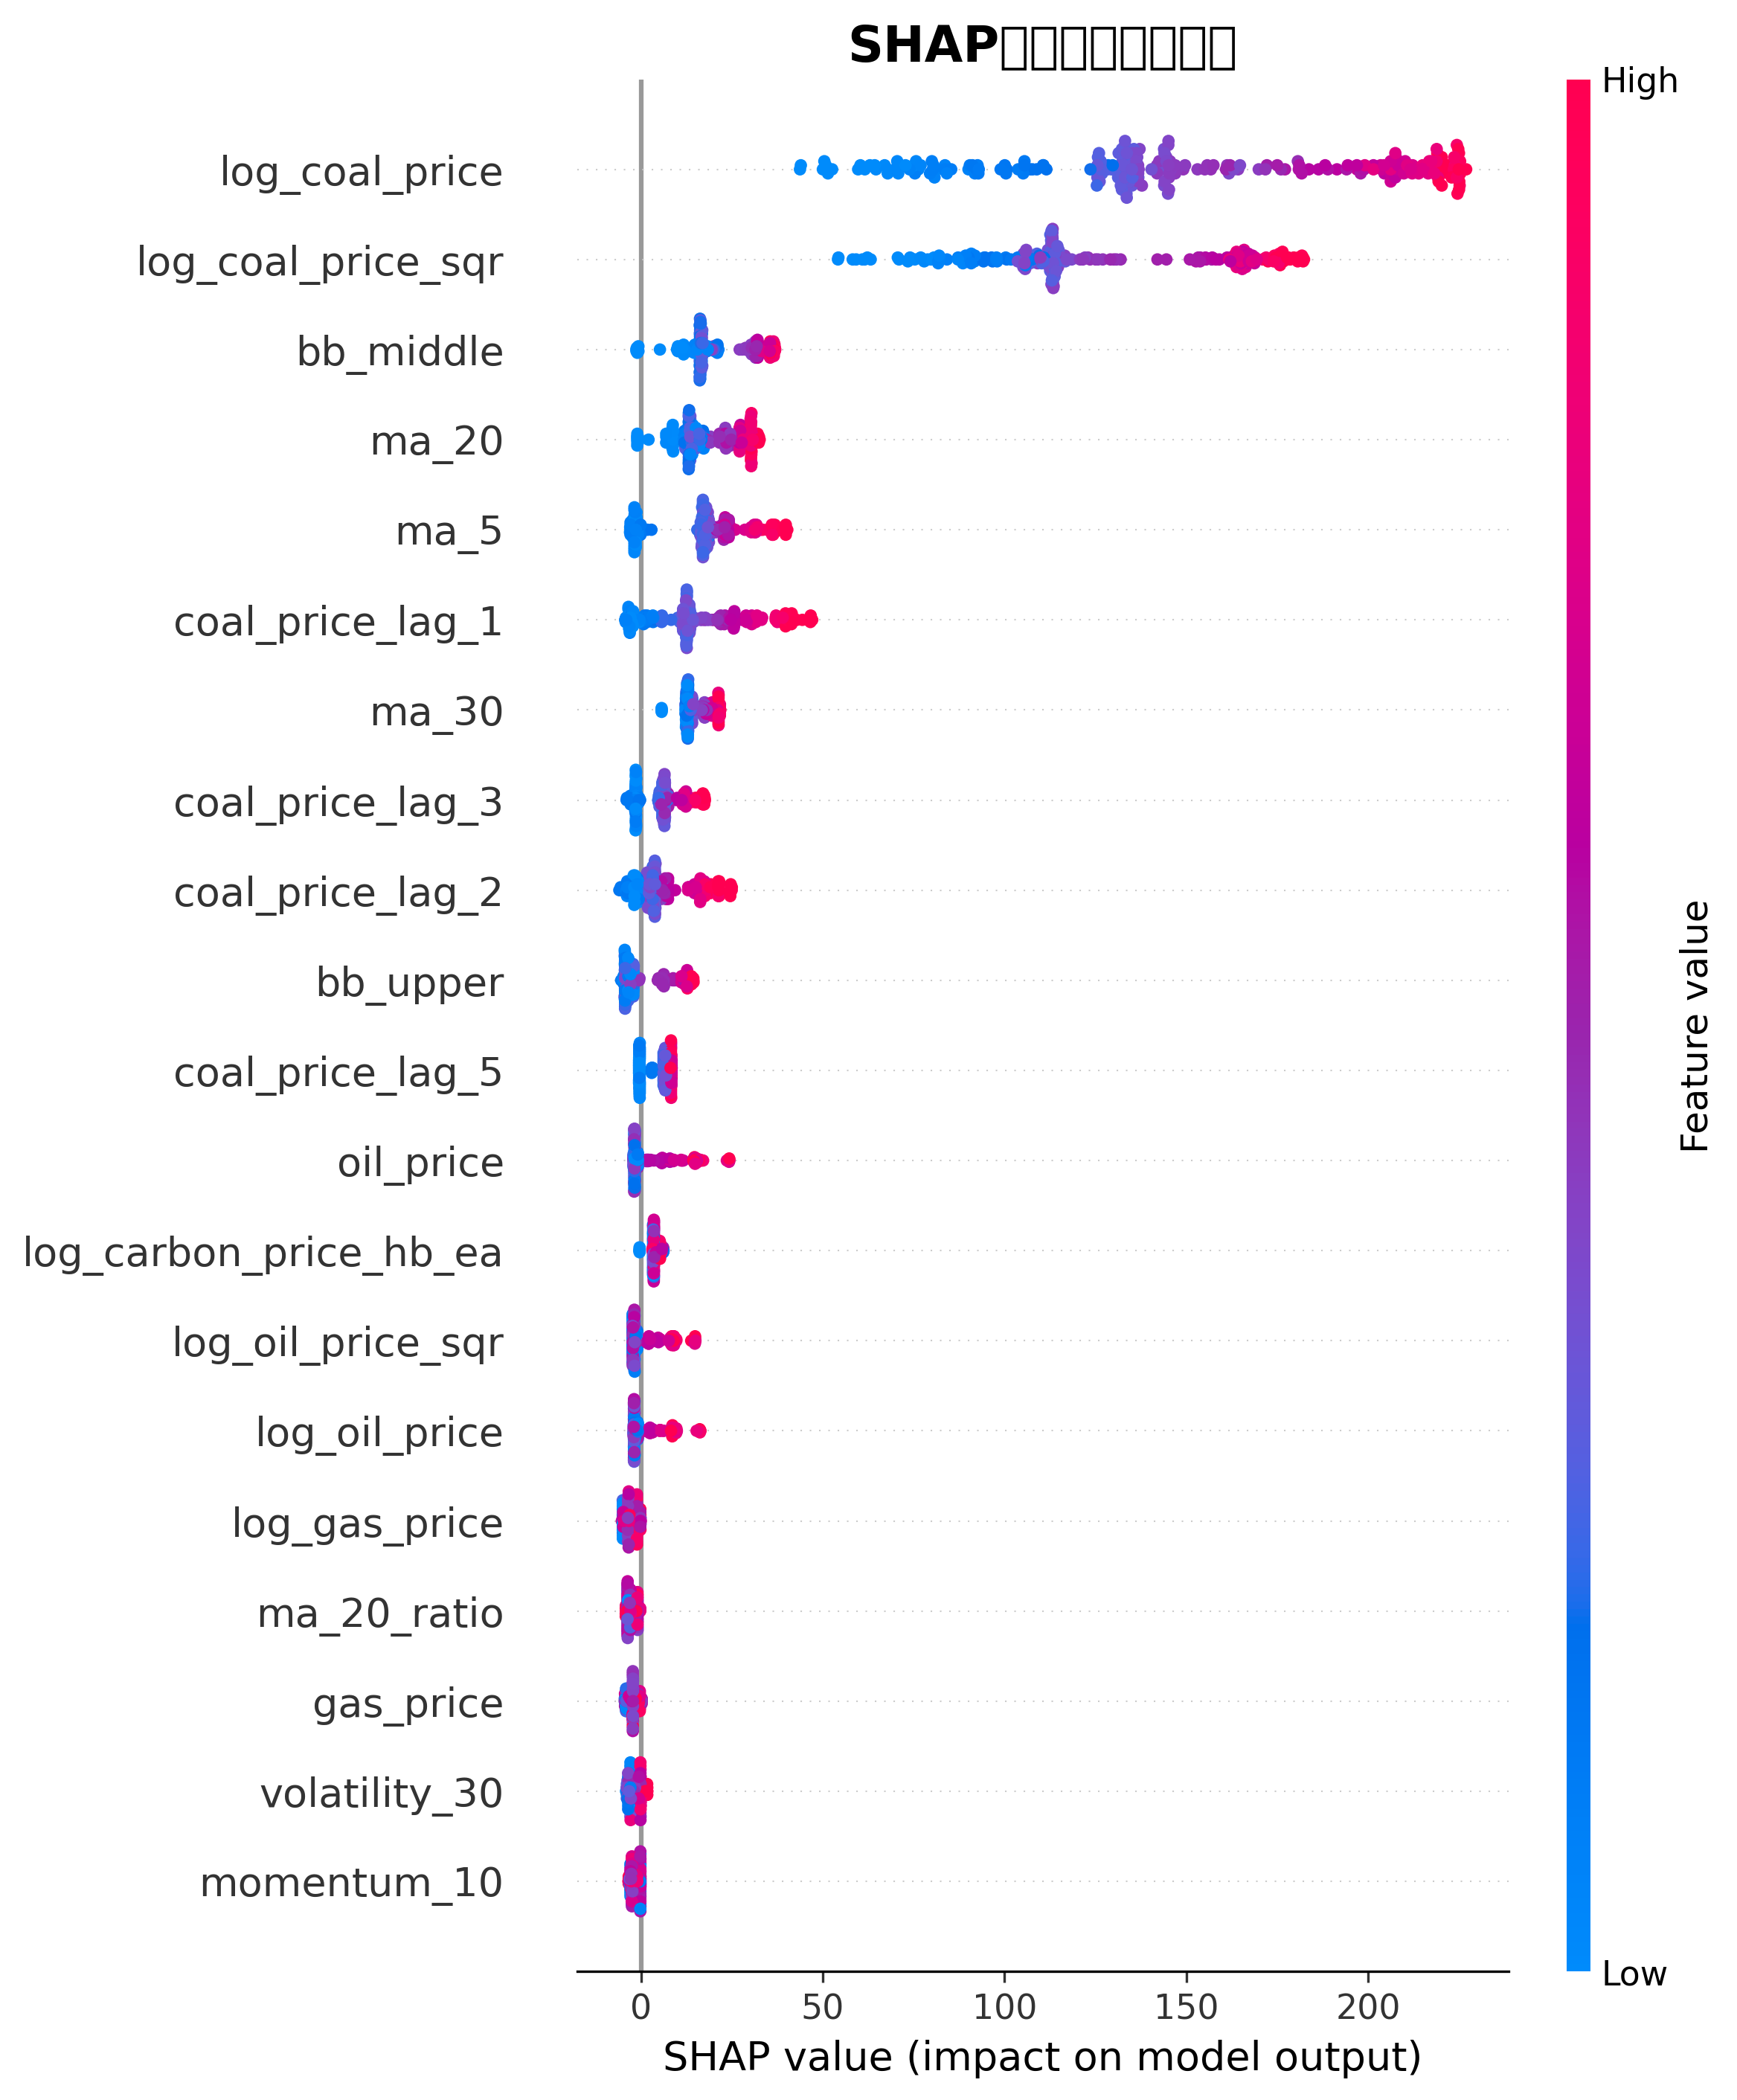 SHAP
High
log_coal_price
log_coal_price_sqr
bb_middle
ma_20
ma_5
coal_price_lag_1
ma_30
coal_price_lag_3
coal_price_lag_2
bb_upper
coal_price_lag_5
oil_price
log_carbon_price_hb_ea
log_oil_price_sqr
log_oil_price
log_gas_price
ma_20_ratio
gas_price
volatility_30
momentum_10
Feature value
Low
0 50 100 150 200
SHAP value (impact on model output)